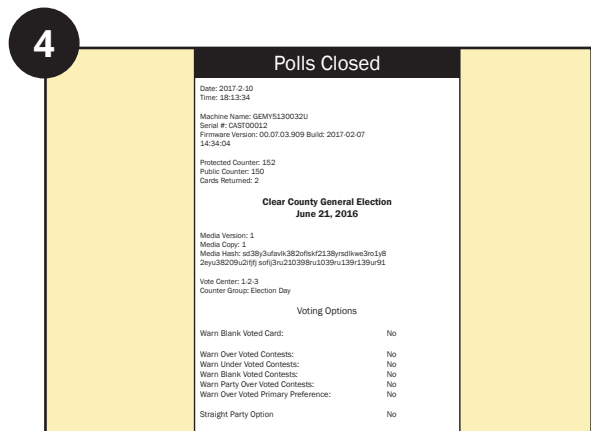 4
Polls Closed
Date: 2017-2-10
Time: 18:13:34
Machine Name: GEMY5130032U
Serial #: CAST00012
Firmware Version: 00.07.03.909 Build: 2017-02-07
14:34:04
Protected Counter: 152
Public Counter: 150
Cards Returned: 2
Clear County General Election
June 21, 2016
Media Version: 1
Media Copy: 1
Media Hash: sd38y3ufavlk382oflskf2138yrsdlkwe3ro1y8
2eyu38209u2ifjfj sofij3ru210398ru1039ru139r139ur91
Vote Center: 1-2-3
Counter Group: Election Day
Voting Options
Warn Blank Voted Card: No
Warn Over Voted Contests: No
Warn Under Voted Contests: No
Warn Blank Voted Contests: No
Warn Party Over Voted Contests: No
Warn Over Voted Primary Preference: No
Straight Party Option No